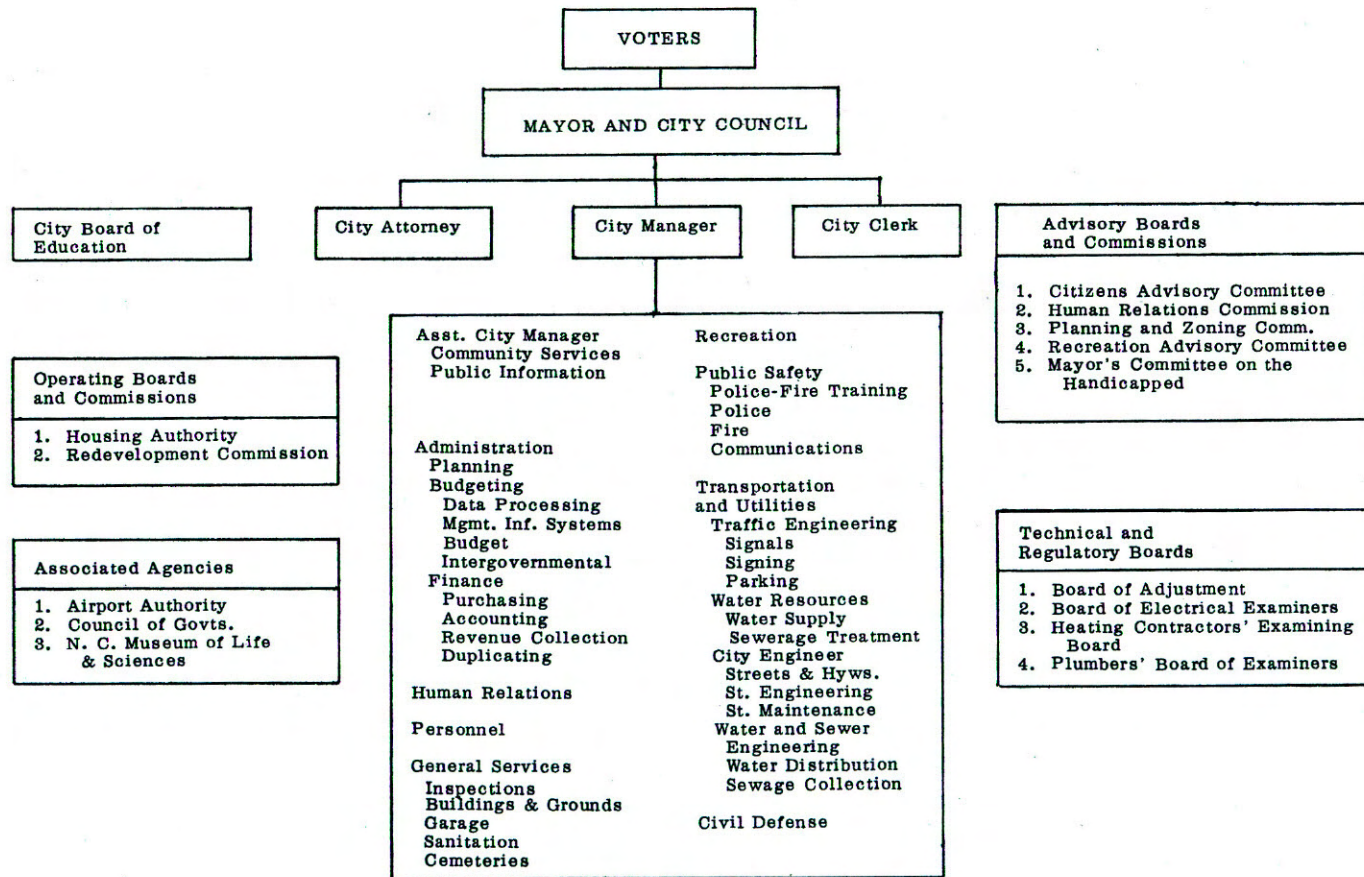 VOTERS
MAYOR AND CITY COUNCIL
City Board of
Education
City Attorney
City Manager
City Clerk
Advisory Boards
and Commissions
1. Citizens Advisory Committee
2. Human Relations Commission
3. Planning and Zoning Comm.
4. Recreation Advisory Committee
5. Mayor's Committee on the
Handicapped
Operating Boards
and Commissions
1. Housing Authority
2. Redevelopment Commission
Associated Agencies
1. Airport Authority
2. Council of Govts.
3. N. C. Museum of Life
& Sciences
Asst. City Manager
Community Services
Public Information
Administration
Planning
Budgeting
Data Processing
Mgmt. Inf. Systems
Budget
Intergovernmental
Finance
Purchasing
Accounting
Revenue Collection
Duplicating
Human Relations
Personnel
General Services
Inspections
Buildings & Grounds
Garage
Sanitation
Cemeteries
Recreation
Public Safety
Police-Fire Training
Police
Fire
Communications
Transportation
and Utilities
Traffic Engineering
Signals
Signing
Parking
Water Resources
Water Supply
Sewerage Treatment
City Engineer
Streets & Hyws.
St. Engineering
St. Maintenance
Water and Sewer
Engineering
Water Distribution
Sewage Collection
Civil Defense
Technical and
Regulatory Boards
1. Board of Adjustment
2. Board of Electrical Examiners
3. Heating Contractors' Examining
Board
4. Plumbers' Board of Examiners